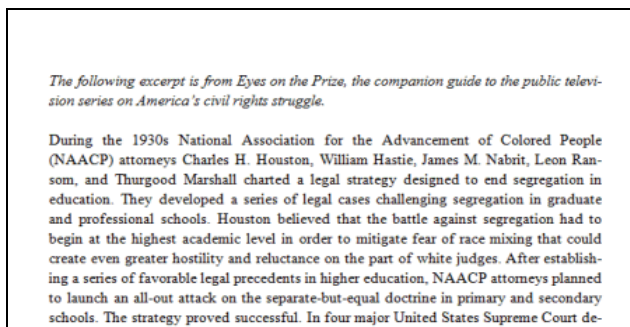 The following excerpt is from Eyes on the Prize, the companion guide to the public televi-
sion series on America's civil rights struggle.
During the 1930s National Association for the Advancement of Colored People
(NAACP) attorneys Charles H. Houston, William Hastie, James M. Nabrit, Leon Ran-
som, and Thurgood Marshall charted a legal strategy designed to end segregation in
education. They developed a series of legal cases challenging segregation in graduate
and professional schools. Houston believed that the battle against segregation had to
begin at the highest academic level in order to mitigate fear of race mixing that could
create even greater hostility and reluctance on the part of white judges. After establish-
ing a series of favorable legal precedents in higher education, NAACP attorneys planned
to launch an all-out attack on the separate-but-equal doctrine in primary and secondary
schools. The strategy proved successful. In four major United States Supreme Court de-